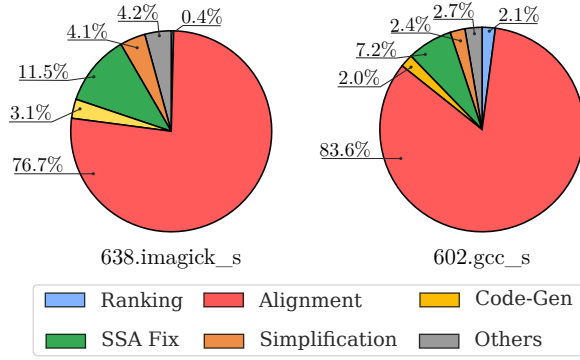 4.2% 0.4%
4.1%
11.5%
3.1%
76.7%
638.imagick_s
2.7% 2.1%
2.4%
7.2%
2.0%
83.6%
602.gcc_s
Ranking Alignment Code-Gen
SSA Fix Simplification Others